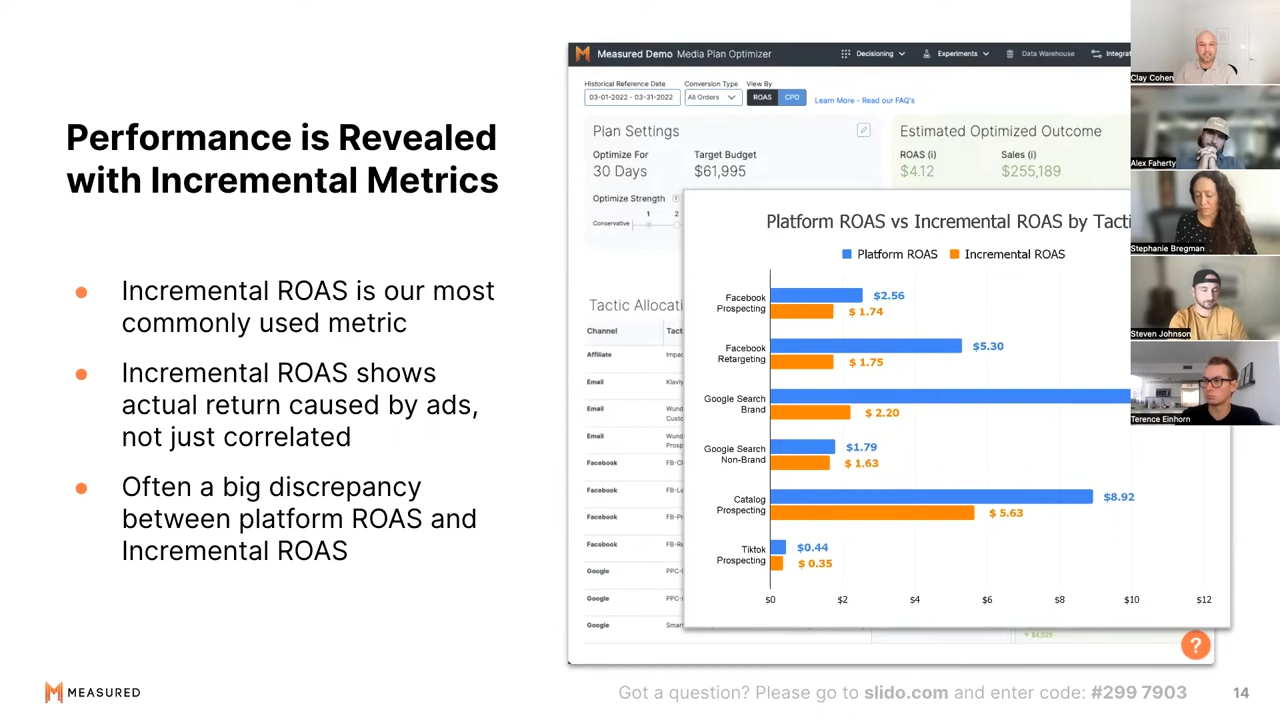 Performance is Revealed
with Incremental Metrics
Incremental ROAS is our most
commonly used metric
Incremental ROAS shows
actual return caused by ads,
not just correlated
Often a big discrepancy
between platform ROAS and
Incremental ROAS
MEASURED
Measured Demo Media Plan Optimizer
Decisioning
Experiments
Data Warehouse
Historical Reference Date
Conversion Type
View By
03-01-2022 - 03-31-2022
All Orders
ROAS
CPO
Learn More - Read our FAQ's
Plan Settings
Optimize For
Target Budget
30 Days
$61,995
Optimize Strength
1 2
Conservative
Estimated Optimized Outcome
ROAS (i)
Sales (i)
$4.12
$255,189
Channel
Affiliate
Email
Email
Email
Facebook
Facebook
Facebook
Facebook
Google
Google
Google
Platform ROAS vs Incremental ROAS by
Platform ROAS
Incremental ROAS
Facebook
Prospecting
$2.56
$ 1.74
Facebook
Retargeting
$5.30
$ 1.75
Google Search
Brand
$ 2.20
Google Search
Non-Brand
$1.79
$ 1.63
Catalog
Prospecting
$8.92
$ 5.63
Tiktok
Prospecting
$0.44
$ 0.35
$0 $2 $4 $6 $8 $10 $12
$4,025
?
Clay Cohen
Alex Faherty
Stephanie Bregman
Steven Johnson
Terence Einhorn
Got a question? Please go to slido.com and enter code: #299 7903
14